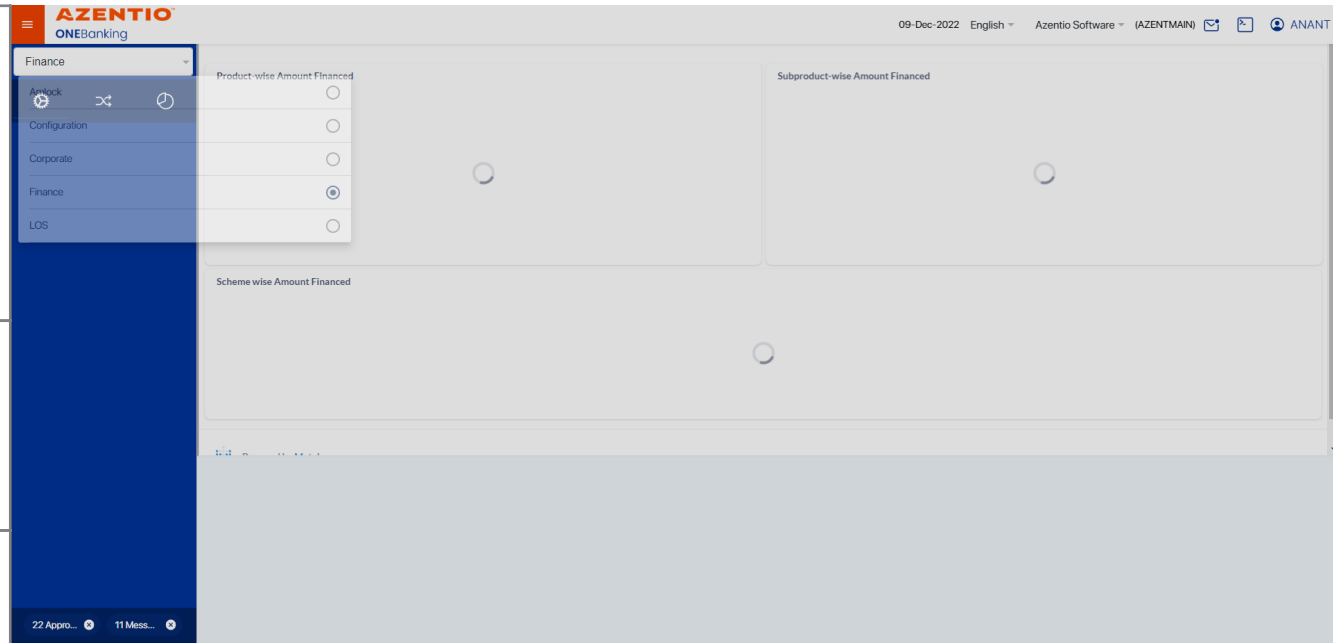 AZENTIO
ONEBanking
09-Dec-2022 English Azentio Software (AZENTMAIN) ANANT
Finance
Product-wise Amount Financed
Subproduct-wise Amount Financed
Amlock
Configuration
Corporate
Finance
LOS
Scheme wise Amount Financed
22 Appro... 11 Mess...